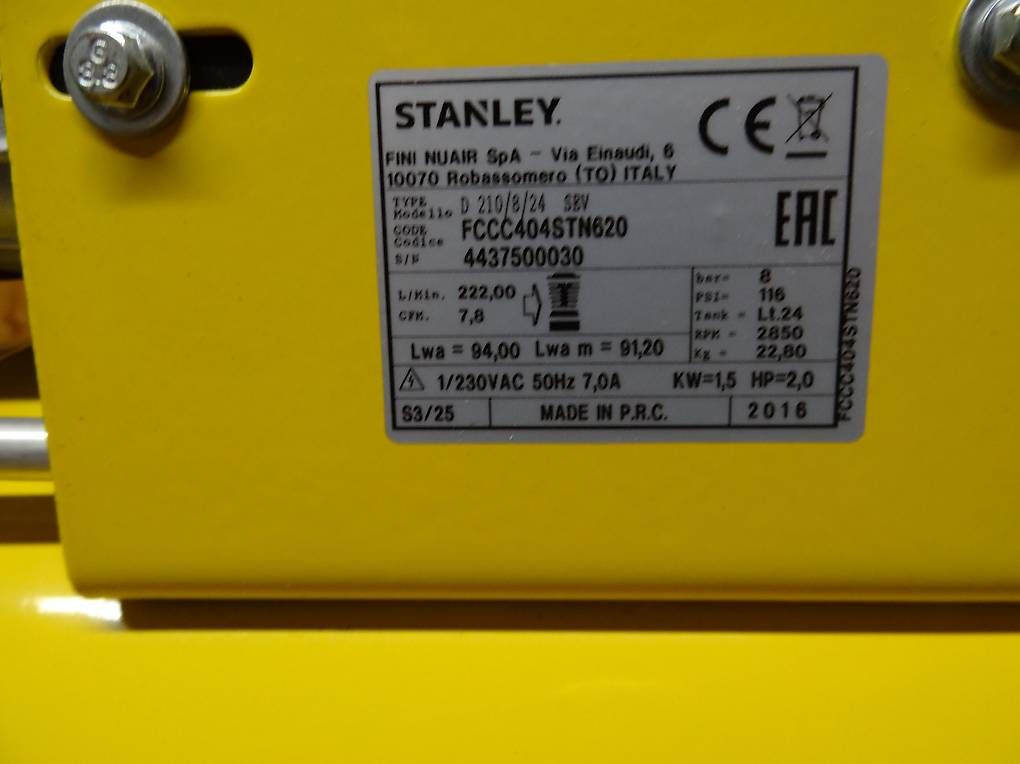 G
8.8
STANLEY.
FINI NUAIR SpA - Via Einaudi, 6
10070 Robassomero (TO) ITALY
TYPE
Modello D 210/8/24 SBV
CODE
Codice FCCC404STN620
S/N 4437500030
L/Min. 222,00
CFM. 7,8
bar= 8
PSI= 116
Tank = Lt.24
RPM = 2850
Kg = 22,80
Lwa = 94,00 Lwa m = 91,20
1/230VAC 50Hz 7,0A KW=1,5 HP=2,0
S3/25 MADE IN P.R.C. 2016
CE
EAC
FCCC404STN620